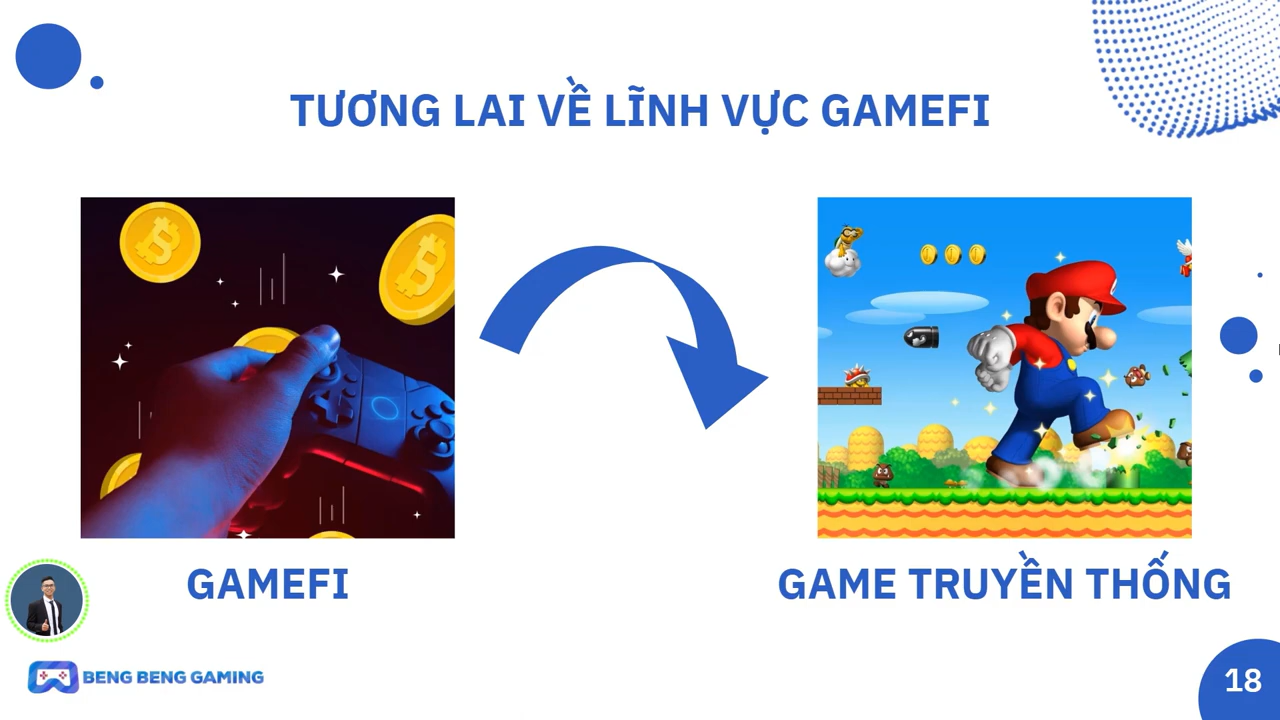 TƯƠNG LAI VỀ LĨNH VỰC GAMEFI
GAMEFI
GAME TRUYỀN THỐNG
BENG BENG GAMING
18